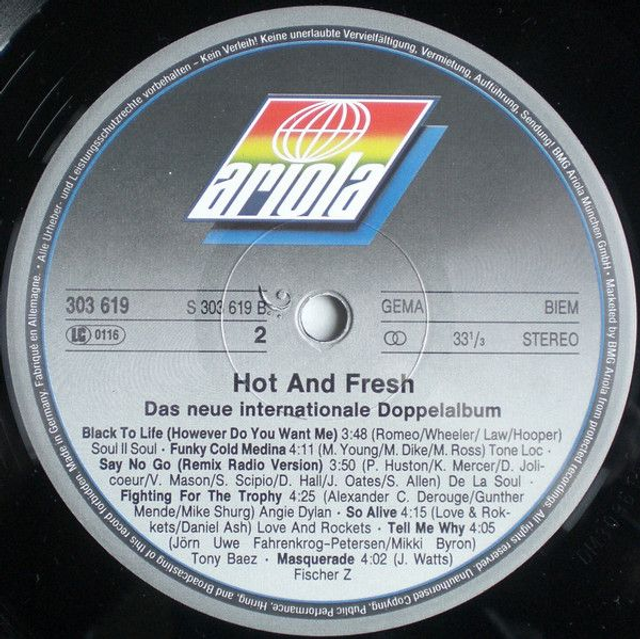 Alle Urheber- und Leistungsschutzrechte vorbehalten – Kein Verleih! Keine unerlaubte Vervielfältigung, Vermietung, Aufführung, Sendung! BMG Ariola München GmbH • Marketed by BMG Ariola from protected recordings. All rights reserved. Unauthorised Copying, Public Performance, Hiring, and Broadcasting of this record forbidden. Made in Germany. Fabriqué en Allemagne. •
ariola
303 619 S 303 619 B GEMA BIEM
LC 0116 2 33 1/3 STEREO
Hot And Fresh
Das neue internationale Doppelalbum
Black To Life (However Do You Want Me) 3:48 (Romeo/Wheeler/ Law/Hooper)
Soul II Soul · Funky Cold Medina 4:11 (M. Young/M. Dike/M. Ross) Tone Loc ·
Say No Go (Remix Radio Version) 3:50 (P. Huston/K. Mercer/D. Joli-
coeur/V. Mason/S. Scipio/D. Hall/J. Oates/S. Allen) De La Soul ·
Fighting For The Trophy 4:25 (Alexander C. Derouge/Gunther
Mende/Mike Shurg) Angie Dylan · So Alive 4:15 (Love & Rok-
kets/Daniel Ash) Love And Rockets · Tell Me Why 4:05
(Jörn Uwe Fahrenkrog-Petersen/Mikki Byron)
Tony Baez · Masquerade 4:02 (J. Watts)
Fischer Z